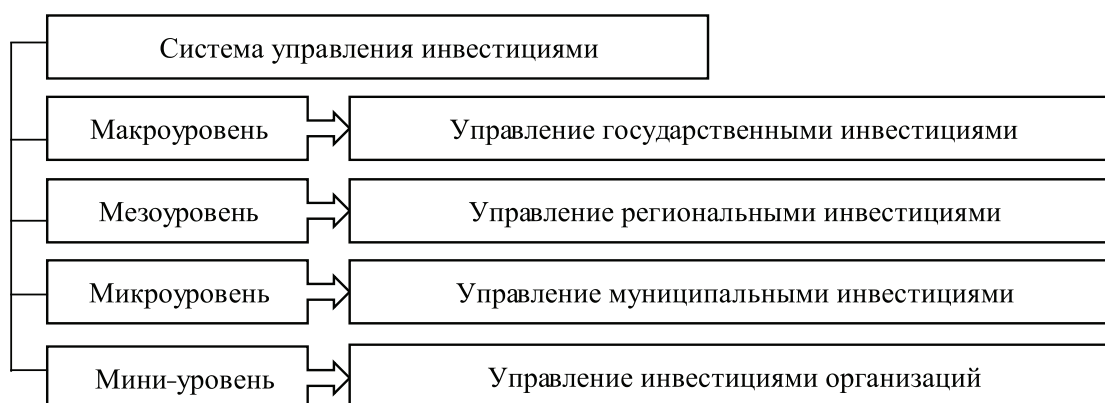 Система управления инвестициями
Макроуровень
Управление государственными инвестициями
Мезоуровень
Управление региональными инвестициями
Микроуровень
Управление муниципальными инвестициями
Мини-уровень
Управление инвестициями организаций